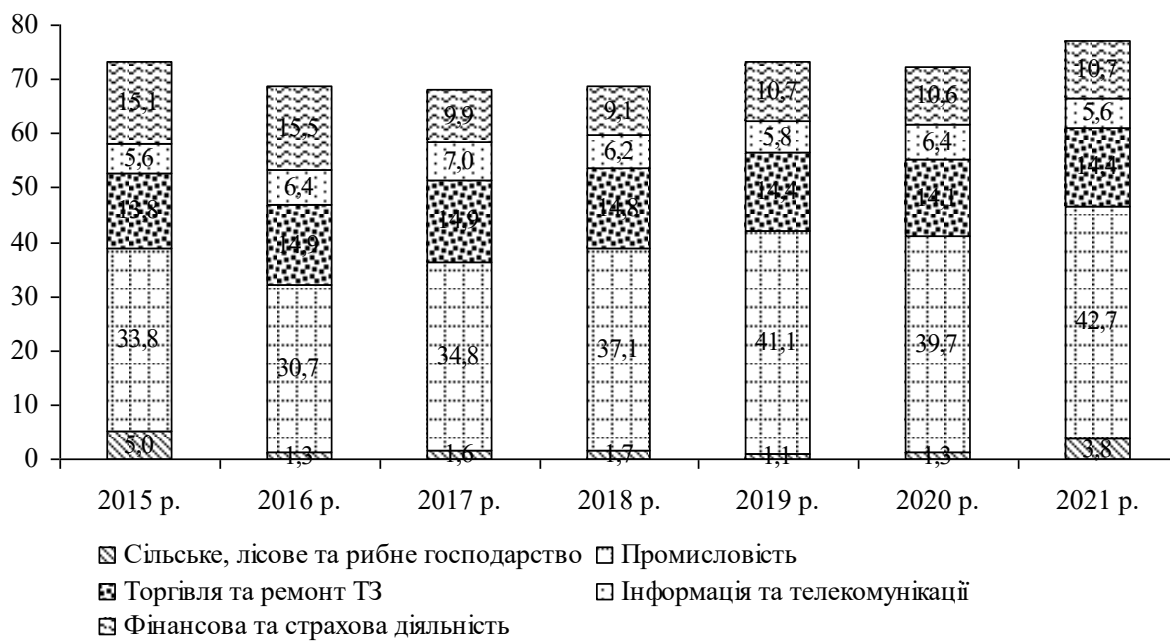 80
70
60
50
40
30
20
10
0
15,1 15,5 9,9 9,1 10,7 10,6 10,7
5,6 6,4 7,0 6,2 5,8 6,4 5,6
13,8 14,9 14,9 14,8 14,4 14,1 14,4
33,8 30,7 34,8 37,1 41,1 39,7 42,7
5,0 1,3 1,6 1,7 1,1 1,3 3,8
2015 р. 2016 р. 2017 р. 2018 р. 2019 р. 2020 р. 2021 р.
Сільське, лісове та рибне господарство Промисловість
Торгівля та ремонт ТЗ Інформація та телекомунікації
Фінансова та страхова діяльність